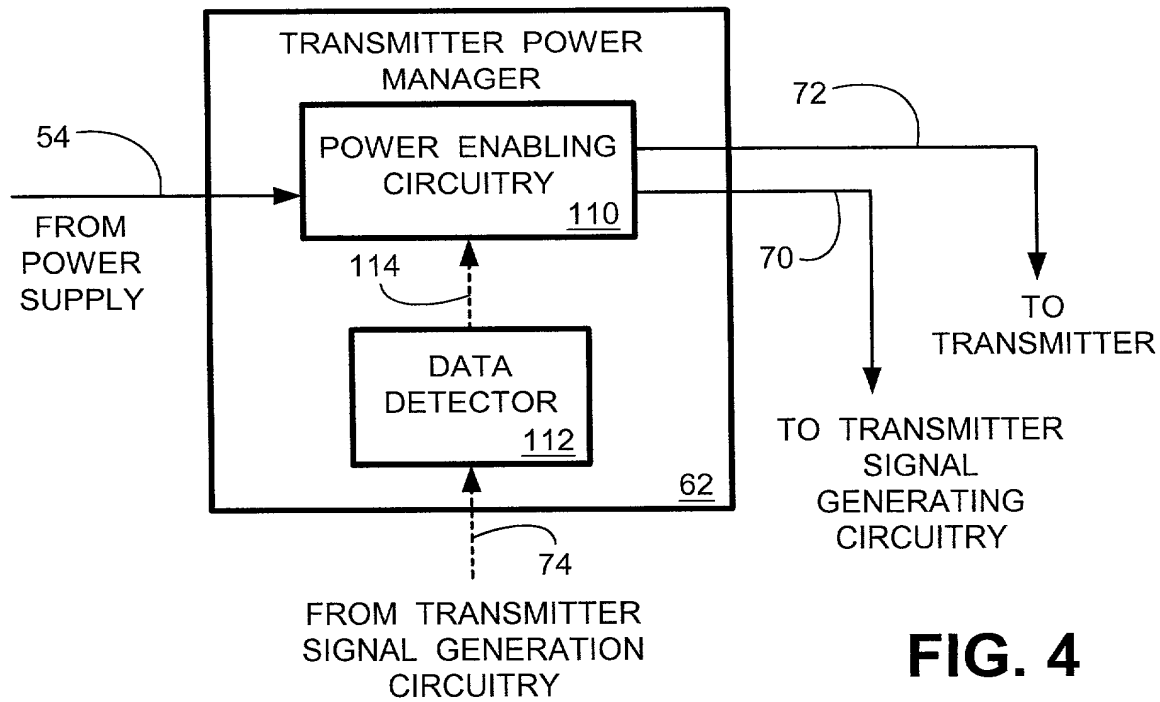 TRANSMITTER POWER
MANAGER
54
POWER ENABLING
CIRCUITRY
110
72
FROM
POWER
SUPPLY
114
70
TO
TRANSMITTER
DATA
DETECTOR
112
TO TRANSMITTER
SIGNAL
GENERATING
CIRCUITRY
62
74
FROM TRANSMITTER
SIGNAL GENERATION
CIRCUITRY
FIG. 4